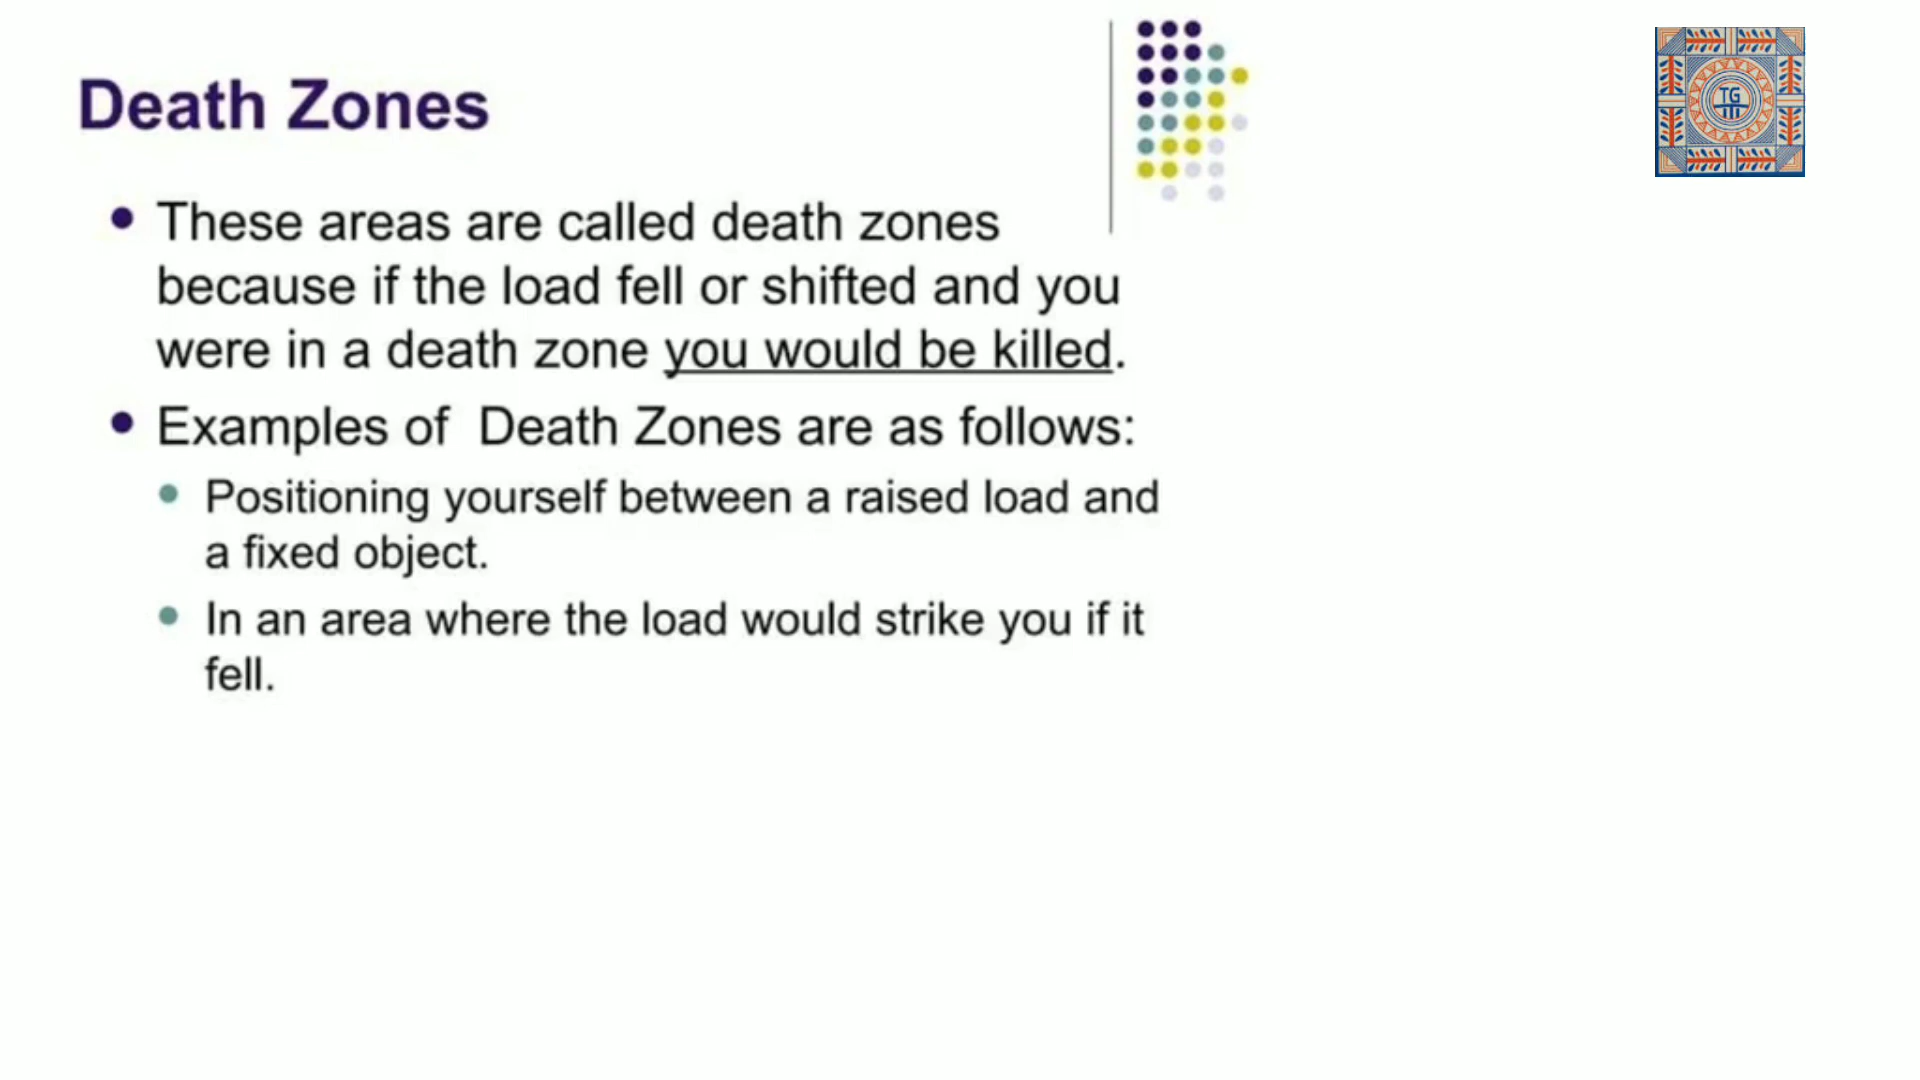 Death Zones
These areas are called death zones
because if the load fell or shifted and you
were in a death zone you would be killed.
Examples of Death Zones are as follows:
Positioning yourself between a raised load and
a fixed object.
In an area where the load would strike you if it
fell.
TG